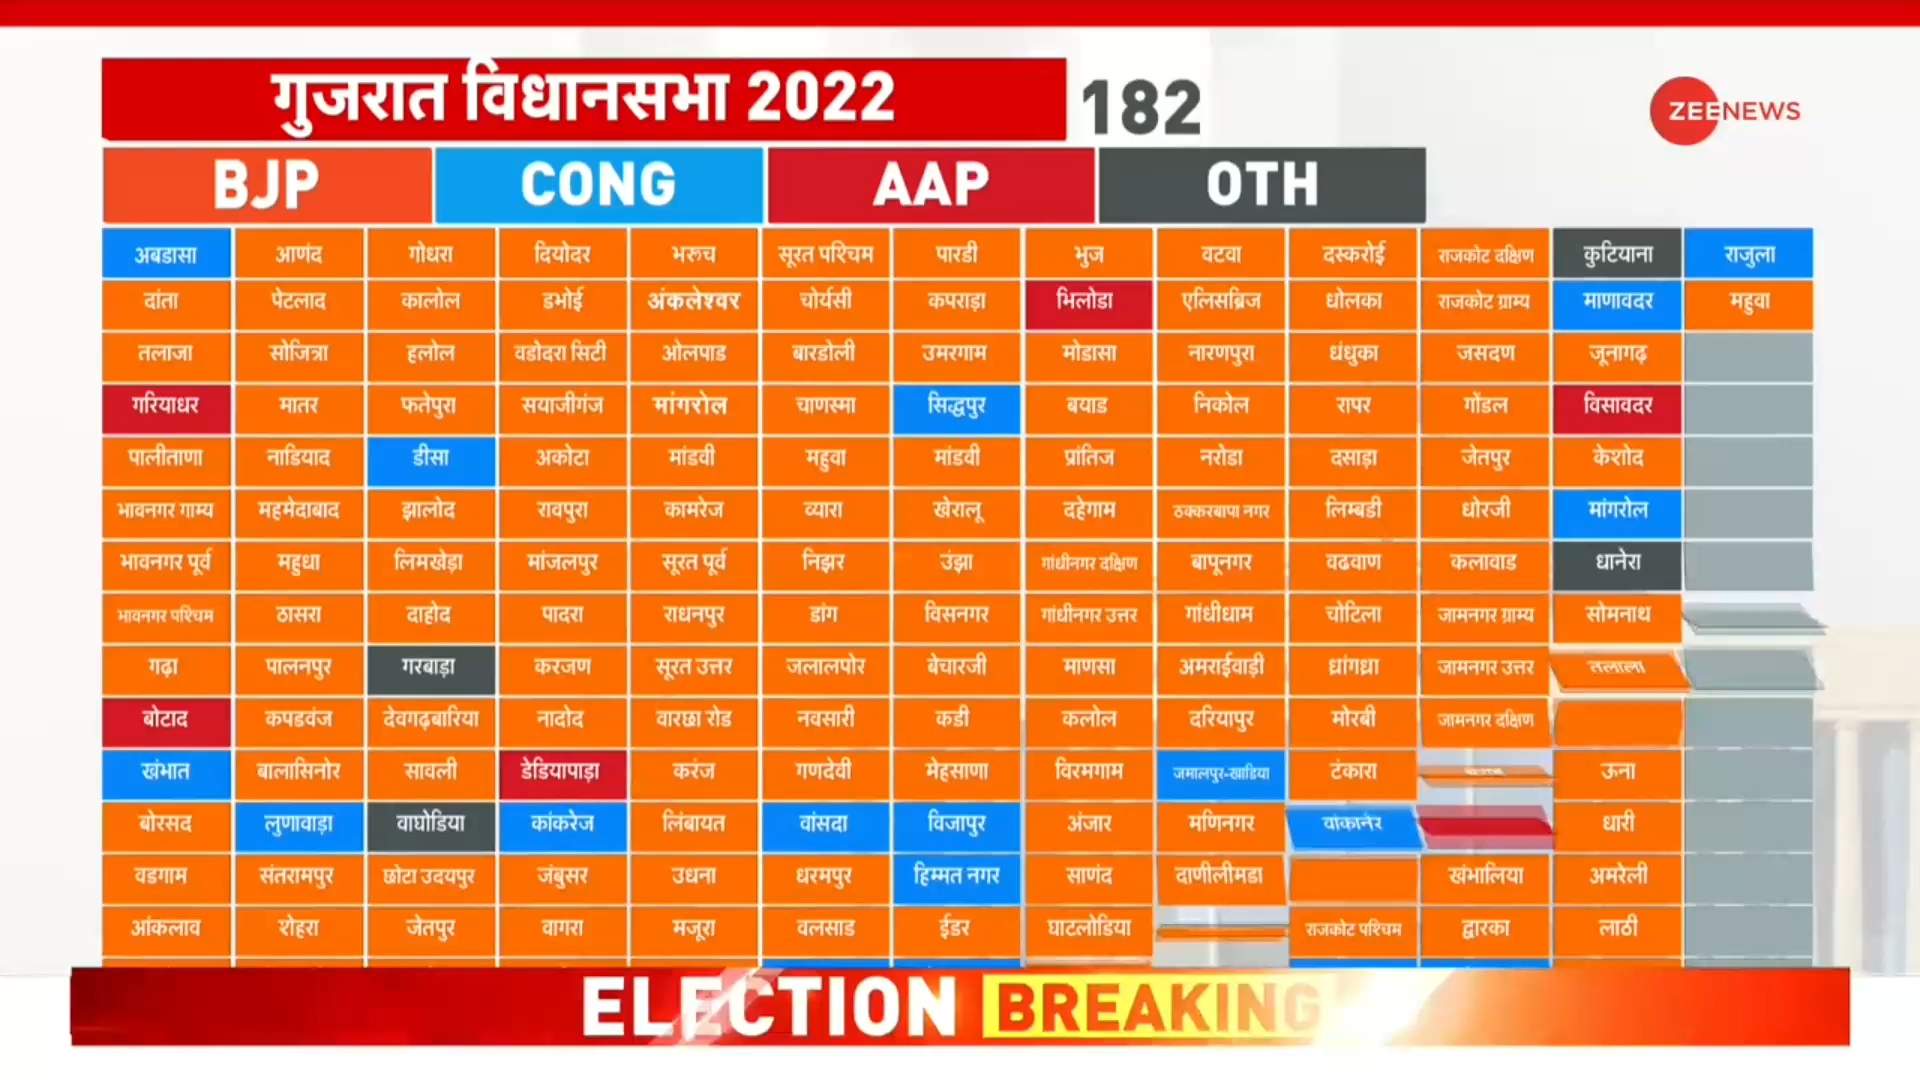 गुजरात विधानसभा 2022 182
ZEENEWS
BJP CONG AAP OTH
अबडासा आणंद गोधरा दियोदर भरूच सूरत पश्चिम पारडी भुज वटवा दस्करोई राजकोट दक्षिण कुटियाना राजुला
दांता पेटलाद कालोल डभोई अंकलेश्वर चोर्यसी कपराड़ा भिलोडा एलिसब्रिज धोलका राजकोट ग्राम्य माणावदर महुवा
तलाजा सोजित्रा हलोल वडोदरा सिटी ओलपाड बारडोली उमरगाम मोडासा नारणपुरा धंधुका जसदण जूनागढ़
गरियाधर मातर फतेपुरा सयाजीगंज मांगरोल चाणस्मा सिद्धपुर बयाड निकोल रापर गोंडल विसावदर
पालीताणा नाडियाद डीसा अकोटा मांडवी महुवा मांडवी प्रांतिज नरोडा दसाड़ा जेतपुर केशोद
भावनगर गाम्य महमेदाबाद झालोद रावपुरा कामरेज व्यारा खेरालू दहेगाम ठक्करबापा नगर लिम्बडी धोरजी मांगरोल
भावनगर पूर्व महुधा लिमखेड़ा मांजलपुर सूरत पूर्व निझर उंझा गांधीनगर दक्षिण बापूनगर वढवाण कलावाड धानेरा
भावनगर पश्चिम ठासरा दाहोद पादरा राधनपुर डांग विसनगर गांधीनगर उत्तर गांधीधाम चोटिला जामनगर ग्राम्य सोमनाथ
गढ़ा पालनपुर गरबाड़ा करजण सूरत उत्तर जलालपोर बेचारजी माणसा अमराईवाड़ी ध्रांगध्रा जामनगर उत्तर तलाला
बोटाद कपडवंज देवगढ़बारिया नादोद वारछा रोड नवसारी कडी कलोल दरियापुर मोरबी जामनगर दक्षिण
खंभात बालासिनोर सावली डेडियापाड़ा करंज गणदेवी मेहसाणा विरमगाम जमालपुर-खाडिया टंकारा ऊना
बोरसद लुणावाड़ा वाघोडिया कांकरेज लिंबायत वांसदा विजापुर अंजार मणिनगर वांकानेर धारी
वडगाम संतरामपुर छोटा उदयपुर जंबुसर उधना धरमपुर हिम्मत नगर साणंद दाणीलीमडा खंभालिया अमरेली
आंकलाव शेहरा जेतपुर वागरा मजूरा वलसाड ईडर घाटलोडिया राजकोट पश्चिम द्वारका लाठी
ELECTION BREAKING